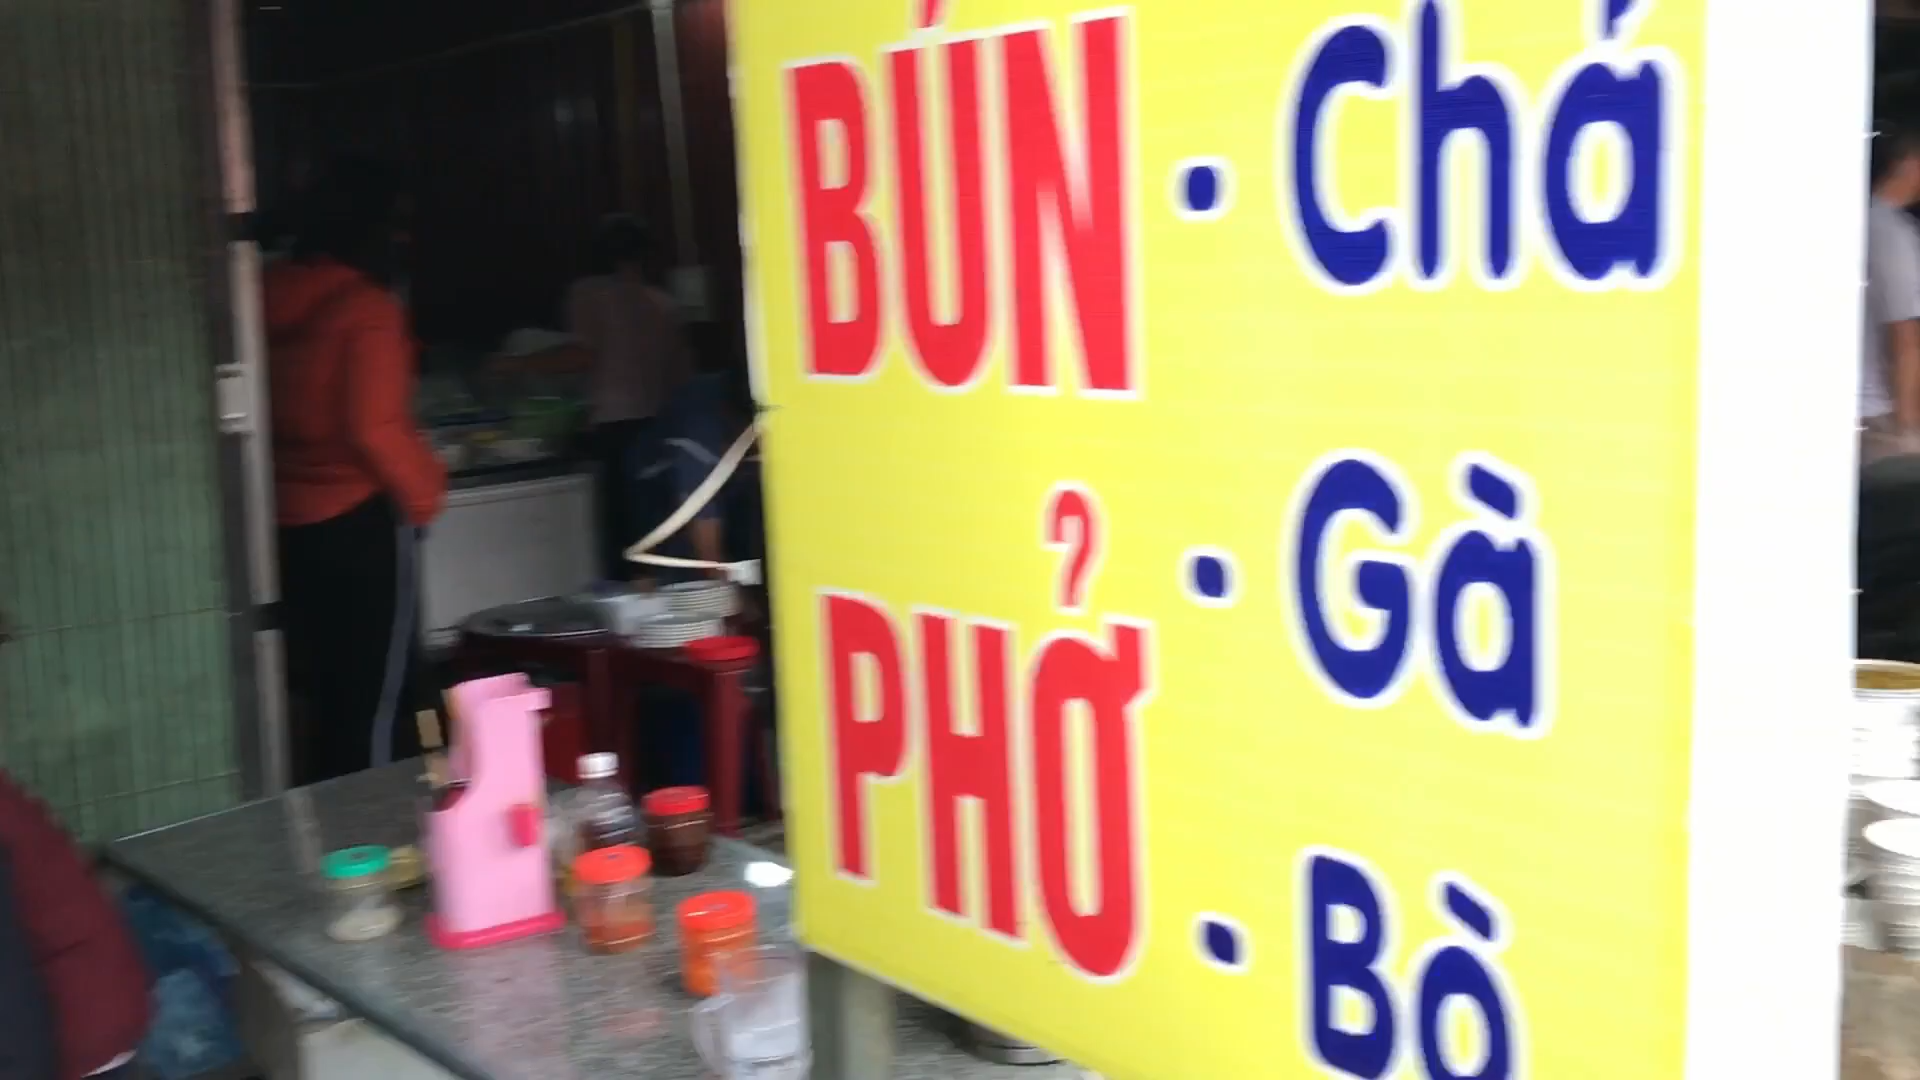 BÚN · Chá
· Gà
PHỞ
· Bò